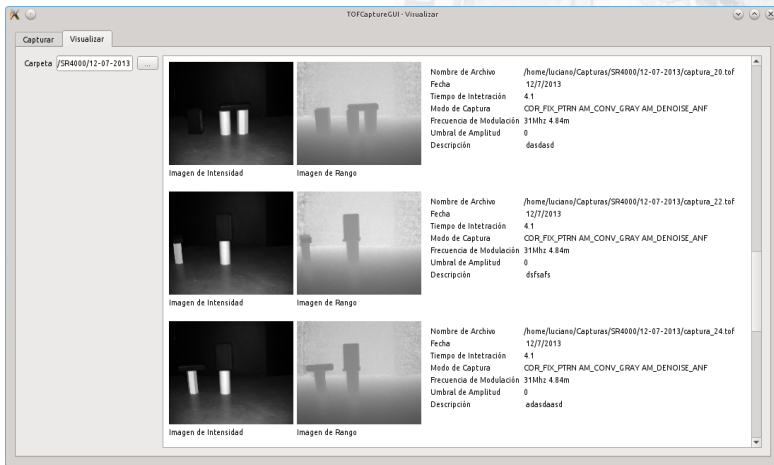 TOFCaptureGUI - Visualizar
Capturar Visualizar
Carpeta /SR4000/12-07-2013 ...
Nombre de Archivo /home/luciano/Capturas/SR4000/12-07-2013/captura_20.tof
Fecha 12/7/2013
Tiempo de Intetración 4.1
Modo de Captura COR_FIX_PTRN AM_CONV_GRAY AM_DENOISE_ANF
Frecuencia de Modulación 31Mhz 4.84m
Umbral de Amplitud 0
Descripción dasdasd
Imagen de Intensidad Imagen de Rango
Nombre de Archivo /home/luciano/Capturas/SR4000/12-07-2013/captura_22.tof
Fecha 12/7/2013
Tiempo de Intetración 4.1
Modo de Captura COR_FIX_PTRN AM_CONV_GRAY AM_DENOISE_ANF
Frecuencia de Modulación 31Mhz 4.84m
Umbral de Amplitud 0
Descripción dsfsafs
Imagen de Intensidad Imagen de Rango
Nombre de Archivo /home/luciano/Capturas/SR4000/12-07-2013/captura_24.tof
Fecha 12/7/2013
Tiempo de Intetración 4.1
Modo de Captura COR_FIX_PTRN AM_CONV_GRAY AM_DENOISE_ANF
Frecuencia de Modulación 31Mhz 4.84m
Umbral de Amplitud 0
Descripción adasdaasd
Imagen de Intensidad Imagen de Rango